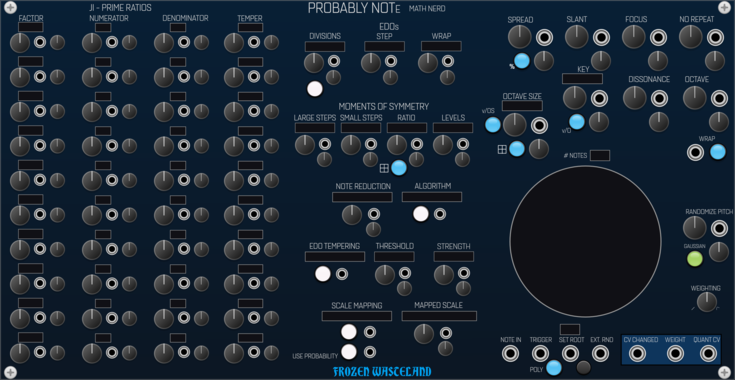 JI - PRIME RATIOS
FACTOR NUMERATOR DENOMINATOR TEMPER
PROBABLY NOTE MATH NERD
EDOs
DIVISIONS STEP WRAP
MOMENTS OF SYMMETRY
LARGE STEPS SMALL STEPS RATIO LEVELS
NOTE REDUCTION ALGORITHM
EDO TEMPERING THRESHOLD STRENGTH
SCALE MAPPING MAPPED SCALE
USE PROBABILITY
FROZEN WASTELAND
SPREAD SLANT FOCUS NO REPEAT
%
KEY
DISSONANCE OCTAVE
OCTAVE SIZE
v/OS
v/O
WRAP
# NOTES
RANDOMIZE PITCH
GAUSSIAN
WEIGHTING
NOTE IN TRIGGER SET ROOT EXT. RND
POLY
CV CHANGED WEIGHT QUANT CV